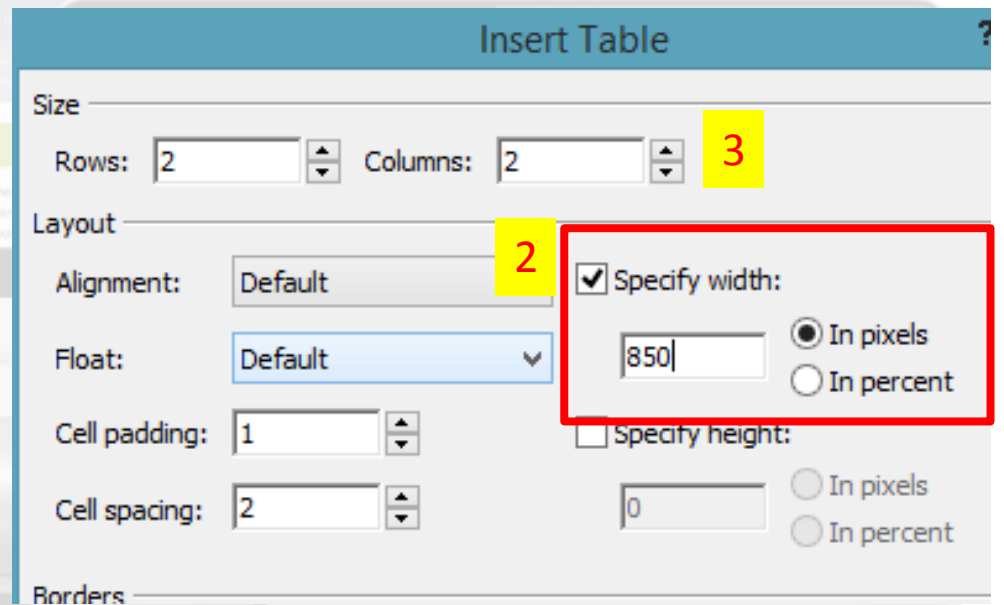 Insert Table ?
Size
Rows: 2 Columns: 2 3
Layout
2
Alignment: Default Specify width:
Float: Default 850 In pixels
In percent
Cell padding: 1 Specify height:
Cell spacing: 2 0 In pixels
In percent
Borders